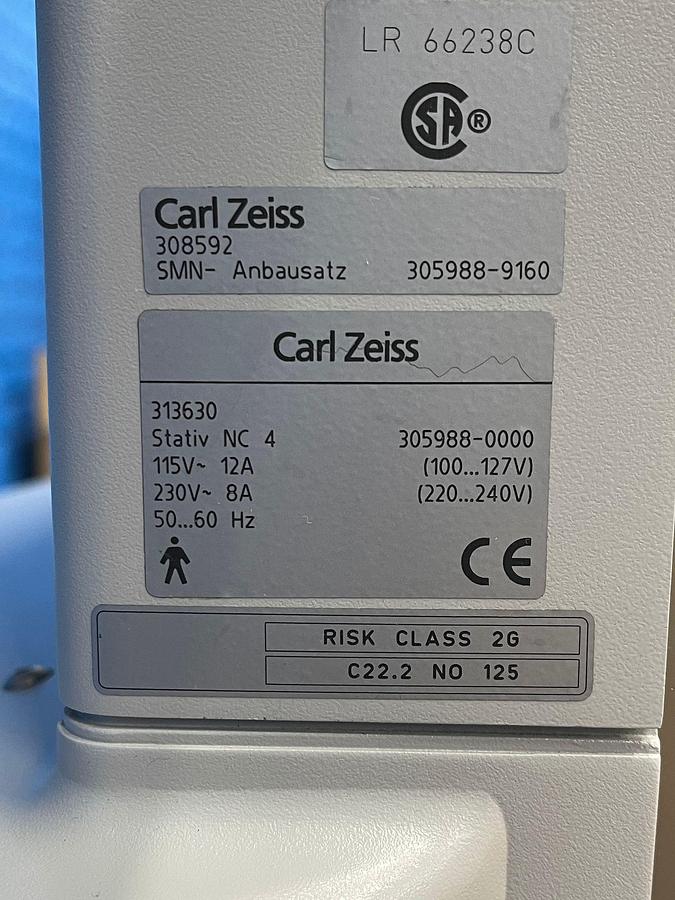 LR 66238C
CSA®
Carl Zeiss
308592
SMN- Anbausatz 305988-9160
Carl Zeiss
313630
Stativ NC 4 305988-0000
115V~ 12A (100...127V)
230V~ 8A (220...240V)
50...60 Hz
CE
RISK CLASS 2G
C22.2 NO 125